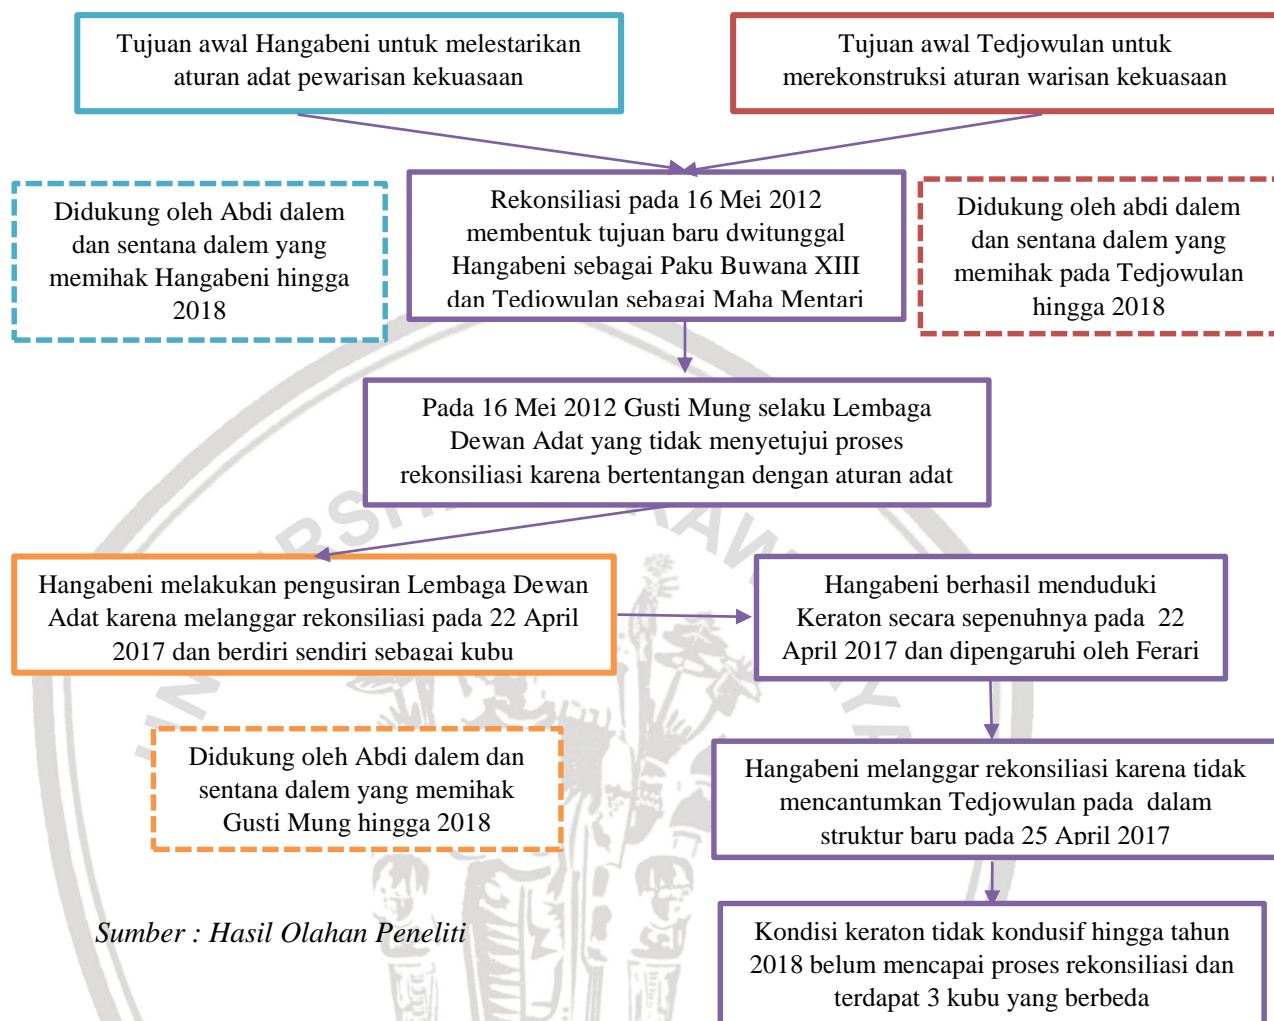 Tujuan awal Hangabeni untuk melestarikan
aturan adat pewarisan kekuasaan
Tujuan awal Tedjowulan untuk
merekonstruksi aturan warisan kekuasaan
Didukung oleh Abdi dalem
dan sentana dalem yang
memihak Hangabeni hingga
2018
Rekonsiliasi pada 16 Mei 2012
membentuk tujuan baru dwitunggal
Hangabeni sebagai Paku Buwana XIII
dan Tedjowulan sebagai Maha Mentari
Didukung oleh abdi dalem
dan sentana dalem yang
memihak pada Tedjowulan
hingga 2018
Pada 16 Mei 2012 Gusti Mung selaku Lembaga
Dewan Adat yang tidak menyetujui proses
rekonsiliasi karena bertentangan dengan aturan adat
Hangabeni melakukan pengusiran Lembaga Dewan
Adat karena melanggar rekonsiliasi pada 22 April
2017 dan berdiri sendiri sebagai kubu
Hangabeni berhasil menduduki
Keraton secara sepenuhnya pada 22
April 2017 dan dipengaruhi oleh Ferari
Didukung oleh Abdi dalem dan
sentana dalem yang memihak
Gusti Mung hingga 2018
Hangabeni melanggar rekonsiliasi karena tidak
mencantumkan Tedjowulan pada dalam
struktur baru pada 25 April 2017
Sumber : Hasil Olahan Peneliti
Kondisi keraton tidak kondusif hingga tahun
2018 belum mencapai proses rekonsiliasi dan
terdapat 3 kubu yang berbeda